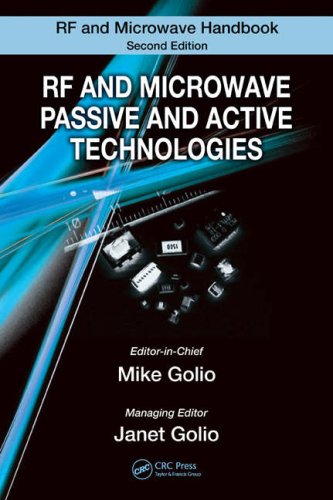 RF and Microwave Handbook
Second Edition
RF AND MICROWAVE
PASSIVE AND ACTIVE
TECHNOLOGIES
Editor-in-Chief
Mike Golio
Managing Editor
Janet Golio
CRC
CRC Press
Taylor & Francis Group